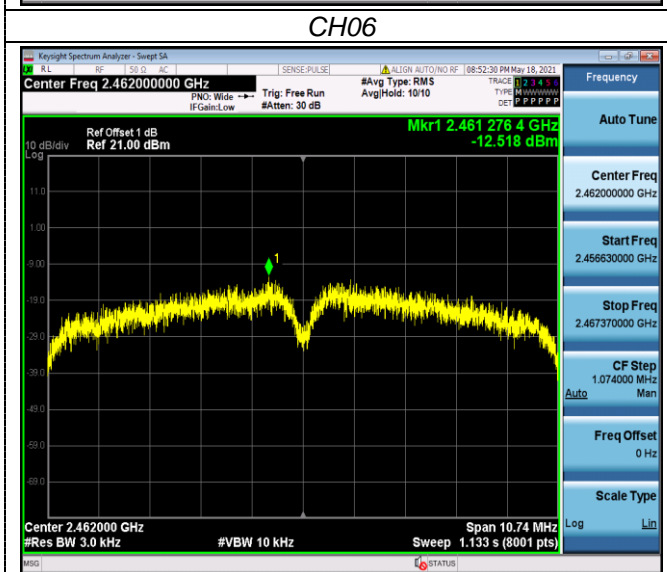 CH06
Keysight Spectrum Analyzer - Swept SA
RL RF 50 Ω AC SENSE:PULSE ALIGN AUTO/NO RF 08:52:30 PM May 18, 2021
Center Freq 2.462000000 GHz
PNO: Wide
IFGain:Low
Trig: Free Run
#Atten: 30 dB
#Avg Type: RMS
Avg|Hold: 10/10
TRACE 1 2 3 4 5 6
TYPE M WWWWW
DET P P P P P P
Mkr1 2.461 276 4 GHz
-12.518 dBm
Ref Offset 1 dB
10 dB/div Ref 21.00 dBm
Log
11.0
1.00
-9.00
-19.0
-29.0
-39.0
-49.0
-59.0
-69.0
1
Center 2.462000 GHz Span 10.74 MHz
#Res BW 3.0 kHz #VBW 10 kHz Sweep 1.133 s (8001 pts)
MSG STATUS
Frequency
Auto Tune
Center Freq
2.462000000 GHz
Start Freq
2.456630000 GHz
Stop Freq
2.467370000 GHz
CF Step
1.074000 MHz
Auto Man
Freq Offset
0 Hz
Scale Type
Log Lin